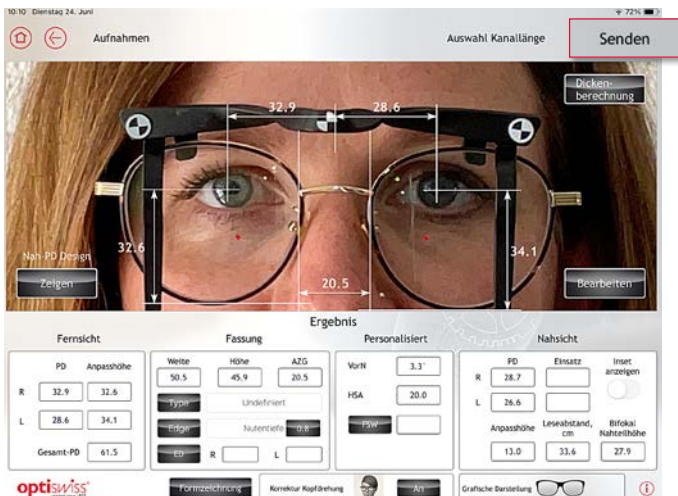 10:10 Dienstag 24. Juni
72%
Aufnahmen
Auswahl Kanallänge
Senden
Dicken-
berechnung
32.9
28.6
32.6
34.1
20.5
Nah-PD Design
Zeigen
Bearbeiten
Ergebnis
Fernsicht
Fassung
Personalisiert
Nahsicht
PD Anpasshöhe
R 32.9 32.6
L 28.6 34.1
Gesamt-PD 61.5
Weite Höhe AZG
50.5 45.9 20.5
Type Undefiniert
Edge Nutentiefe 0.8
ED R L
VorN 3.3°
HSA 20.0
FSW
PD Einsatz Inset
anzeigen
R 28.7
L 26.6
Anpasshöhe Leseabstand,
cm Bifokal
Nahteilhöhe
13.0 33.6 27.9
optiswiss
Formzeichnung
Korrektur Kopfdrehung
An
Grafische Darstellung
i